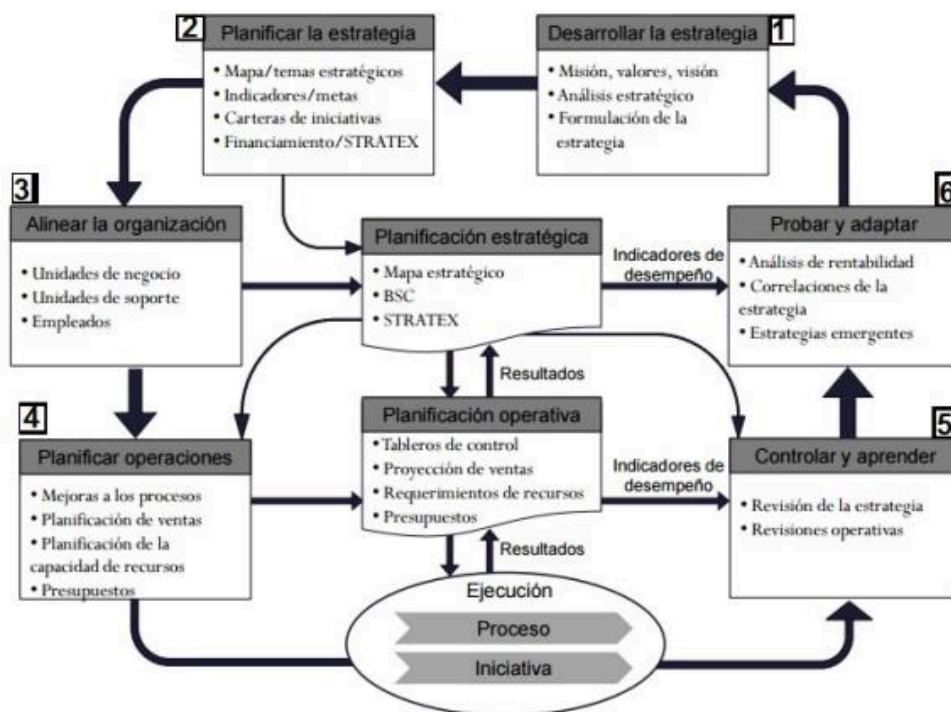 1
Desarrollar la estrategia
• Misión, valores, visión
• Análisis estratégico
• Formulación de la
estrategia
2
Planificar la estrategia
• Mapa/temas estratégicos
• Indicadores/metas
• Carteras de iniciativas
• Financiamiento/STRATEX
3
Alinear la organización
• Unidades de negocio
• Unidades de soporte
• Empleados
Planificación estratégica
• Mapa estratégico
• BSC
• STRATEX
Indicadores de
desempeño
6
Probar y adaptar
• Análisis de rentabilidad
• Correlaciones de la
estrategia
• Estrategias emergentes
Resultados
4
Planificar operaciones
• Mejoras a los procesos
• Planificación de ventas
• Planificación de la
capacidad de recursos
• Presupuestos
Planificación operativa
• Tableros de control
• Proyección de ventas
• Requerimientos de recursos
• Presupuestos
Indicadores de
desempeño
5
Controlar y aprender
• Revisión de la estrategia
• Revisiones operativas
Resultados
Ejecución
Proceso
Iniciativa